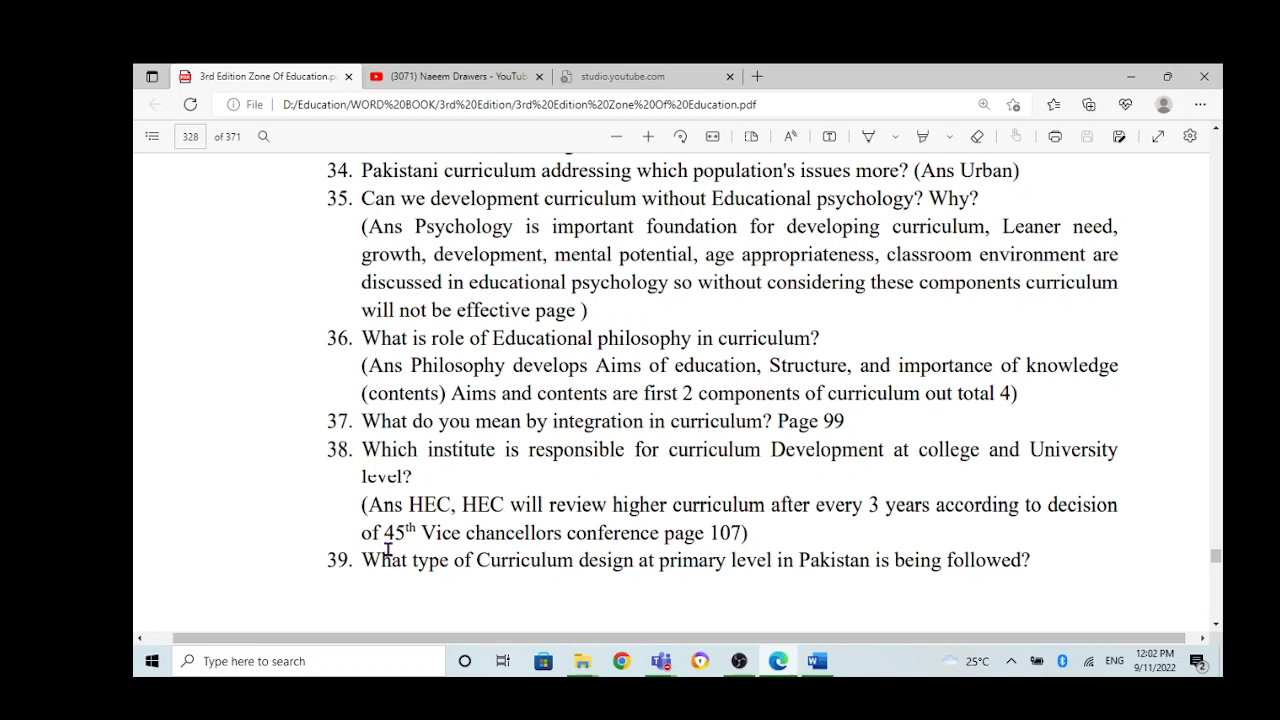 3rd Edition Zone Of Education.p
(3071) Naeem Drawers - YouTub
studio.youtube.com
File
D:/Education/WORD%20BOOK/3rd%20Edition/3rd%20Edition%20Zone%20Of%20Education.pdf
328 of 371
34. Pakistani curriculum addressing which population's issues more? (Ans Urban)
35. Can we development curriculum without Educational psychology? Why?
(Ans Psychology is important foundation for developing curriculum, Leaner need,
growth, development, mental potential, age appropriateness, classroom environment are
discussed in educational psychology so without considering these components curriculum
will not be effective page )
36. What is role of Educational philosophy in curriculum?
(Ans Philosophy develops Aims of education, Structure, and importance of knowledge
(contents) Aims and contents are first 2 components of curriculum out total 4)
37. What do you mean by integration in curriculum? Page 99
38. Which institute is responsible for curriculum Development at college and University
level?
(Ans HEC, HEC will review higher curriculum after every 3 years according to decision
of 45th Vice chancellors conference page 107)
39. What type of Curriculum design at primary level in Pakistan is being followed?
Type here to search
25°C
ENG
12:02 PM
9/11/2022
2